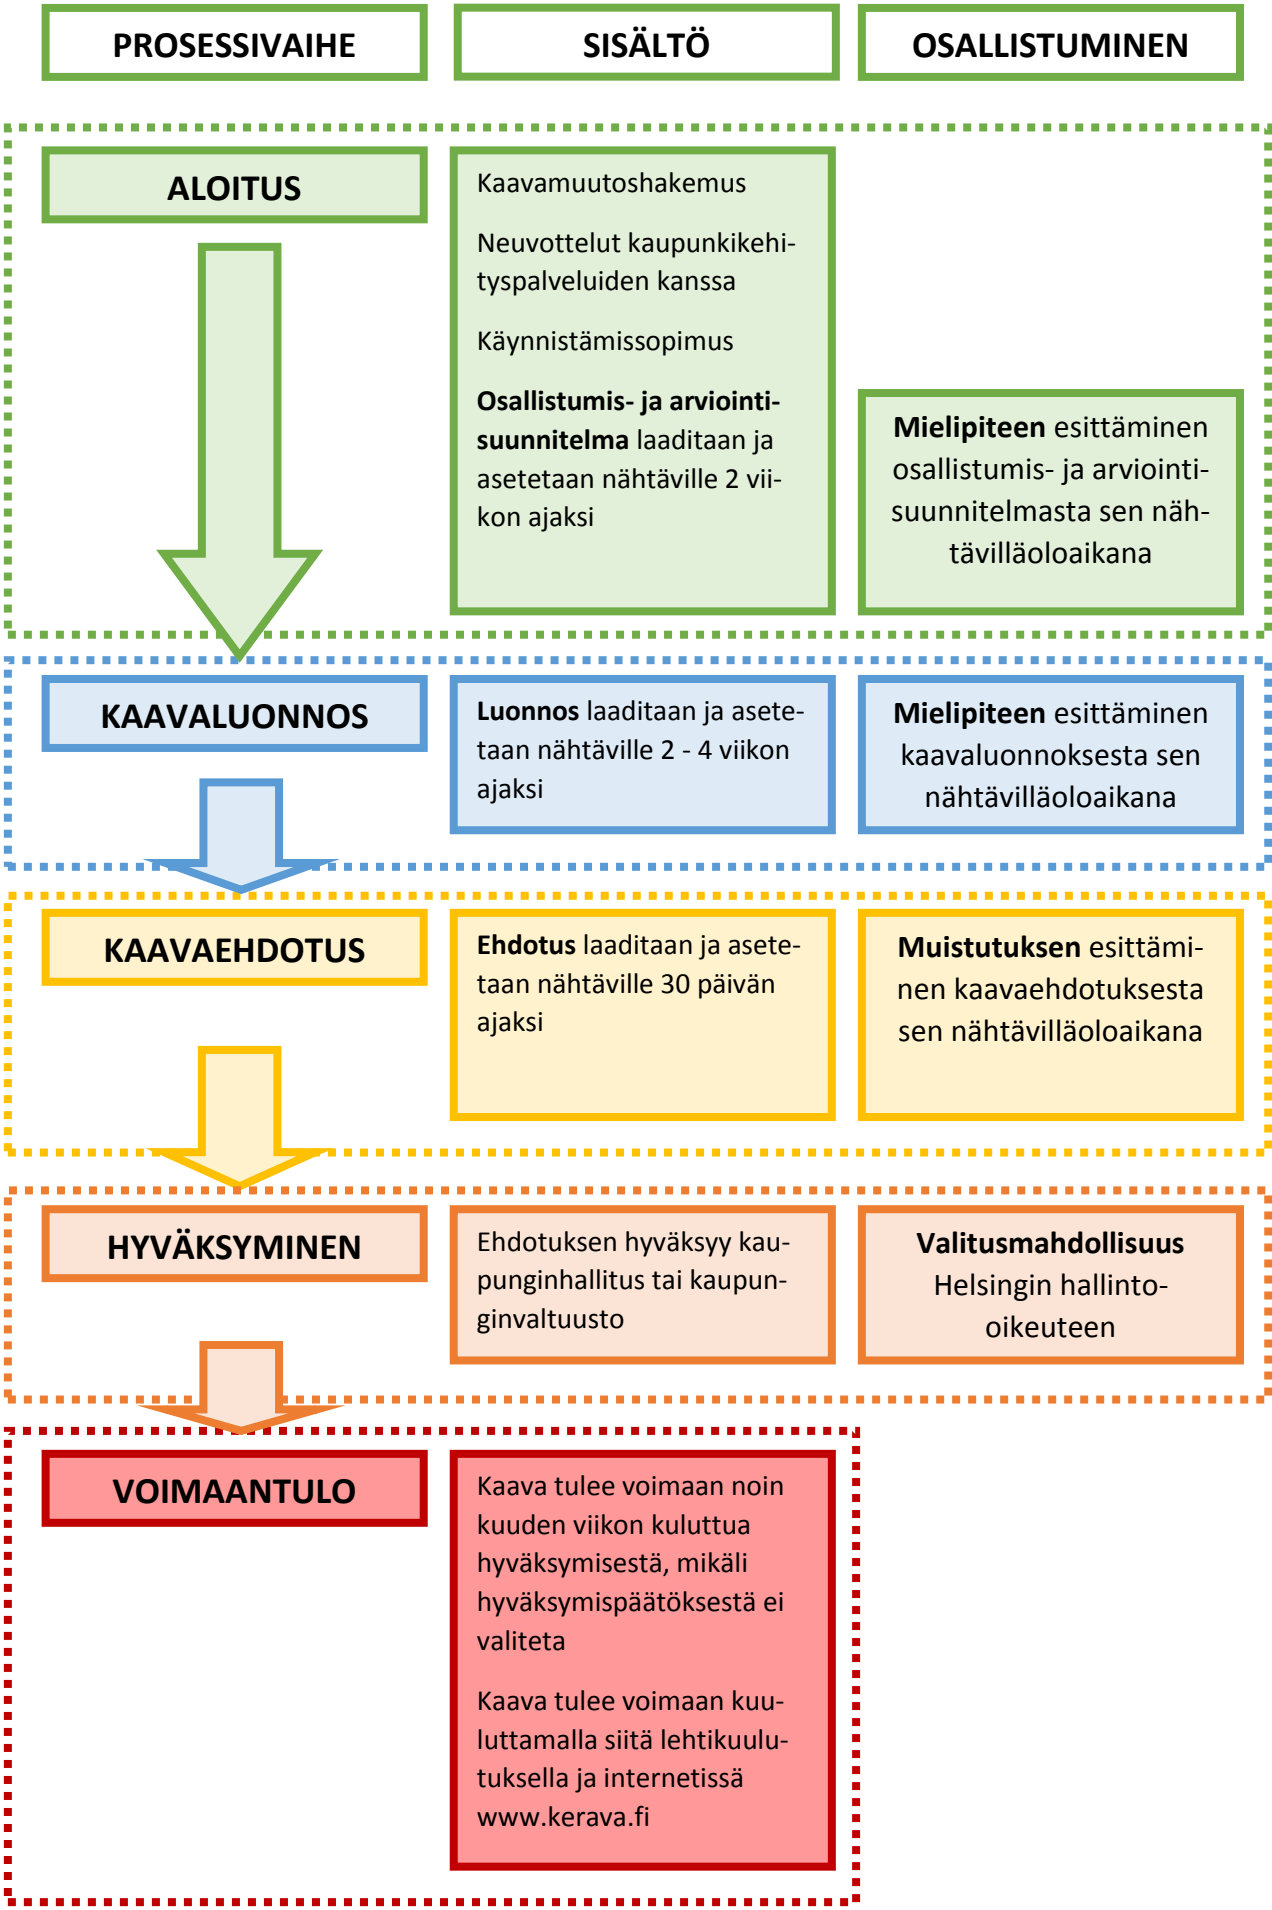 PROSESSIVAIHE
SISÄLTÖ
OSALLISTUMINEN
ALOITUS
Kaavamuutoshakemus
Neuvottelut kaupunkikehi-
tyspalveluiden kanssa
Käynnistämissopimus
Osallistumis- ja arviointi-
suunnitelma laaditaan ja
asetetaan nähtäville 2 vii-
kon ajaksi
Mielipiteen esittäminen
osallistumis- ja arviointi-
suunnitelmasta sen näh-
tävilläoloaikana
KAAVALUONNOS
Luonnos laaditaan ja asete-
taan nähtäville 2 - 4 viikon
ajaksi
Mielipiteen esittäminen
kaavaluonnoksesta sen
nähtävilläoloaikana
KAAVAEHDOTUS
Ehdotus laaditaan ja asete-
taan nähtäville 30 päivän
ajaksi
Muistutuksen esittämi-
nen kaavaehdotuksesta
sen nähtävilläoloaikana
HYVÄKSYMINEN
Ehdotuksen hyväksyy kau-
punginhallitus tai kaupun-
ginvaltuusto
Valitusmahdollisuus
Helsingin hallinto-
oikeuteen
VOIMAANTULO
Kaava tulee voimaan noin
kuuden viikon kuluttua
hyväksymisestä, mikäli
hyväksymispäätöksestä ei
valiteta
Kaava tulee voimaan kuu-
luttamalla siitä lehtikuulu-
tuksella ja internetissä
www.kerava.fi